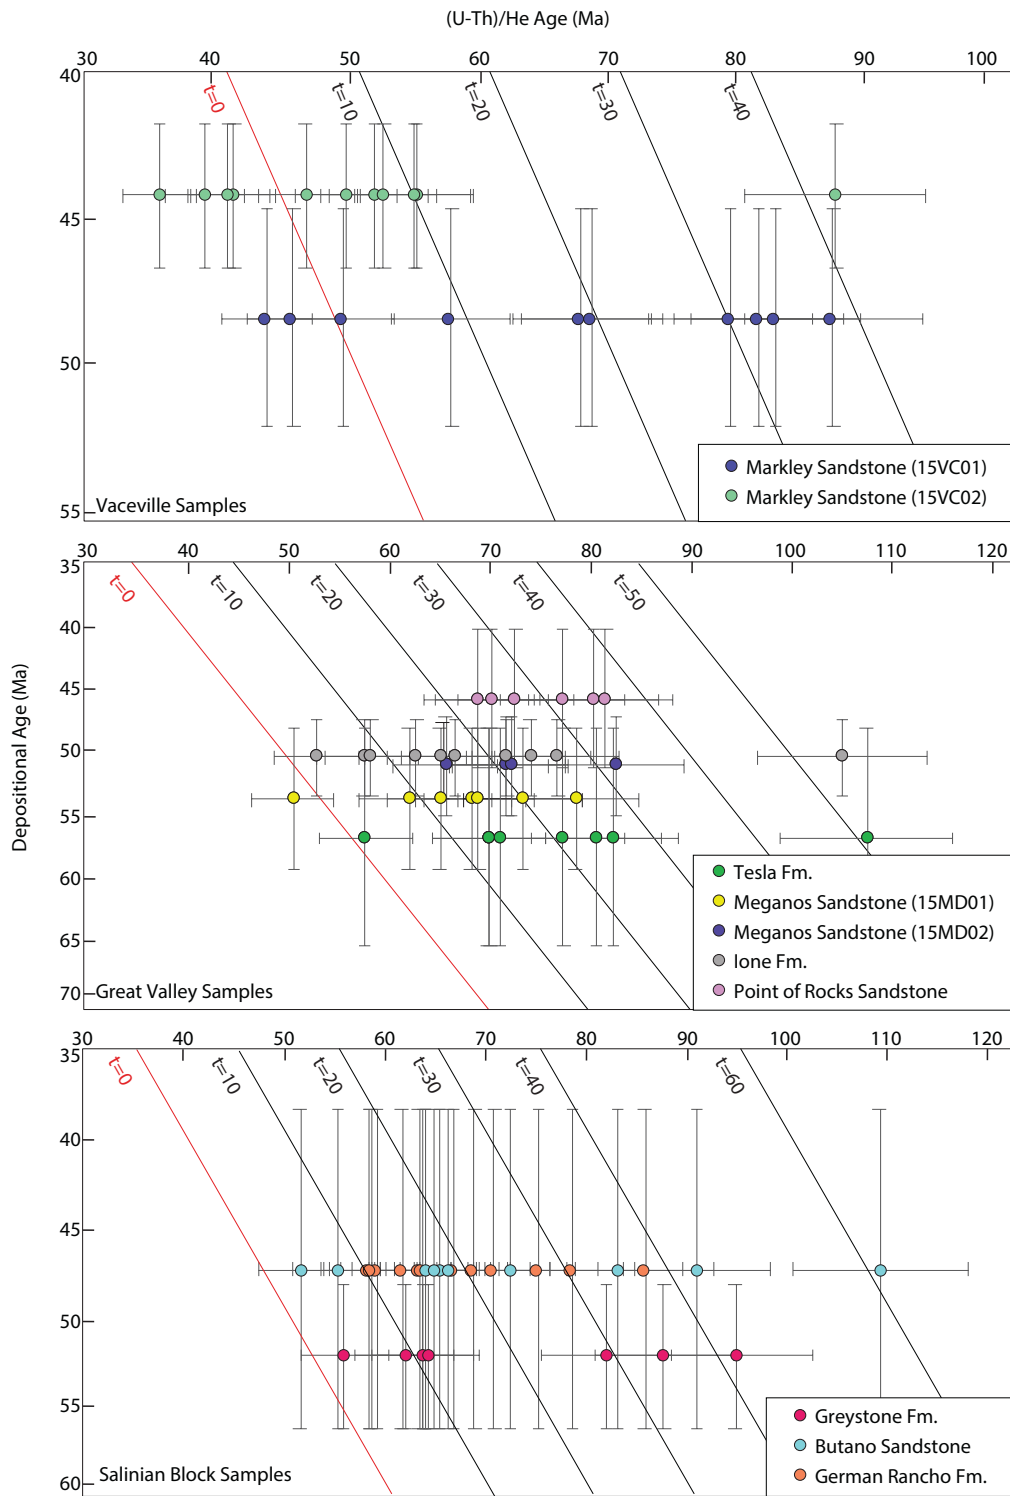 (U-Th)/He Age (Ma)
30 40 50 60 70 80 90 100
40
45
50
55
t=0
t=10
t=20
t=30
t=40
Markley Sandstone (15VC01)
Markley Sandstone (15VC02)
Vaceville Samples
Depositional Age (Ma)
30 40 50 60 70 80 90 100 110 120
35
40
45
50
55
60
65
70
t=0
t=10
t=20
t=30
t=40
t=50
Tesla Fm.
Meganos Sandstone (15MD01)
Meganos Sandstone (15MD02)
Ione Fm.
Point of Rocks Sandstone
Great Valley Samples
30 40 50 60 70 80 90 100 110 120
35
40
45
50
55
60
t=0
t=10
t=20
t=30
t=40
t=60
Greystone Fm.
Butano Sandstone
German Rancho Fm.
Salinian Block Samples